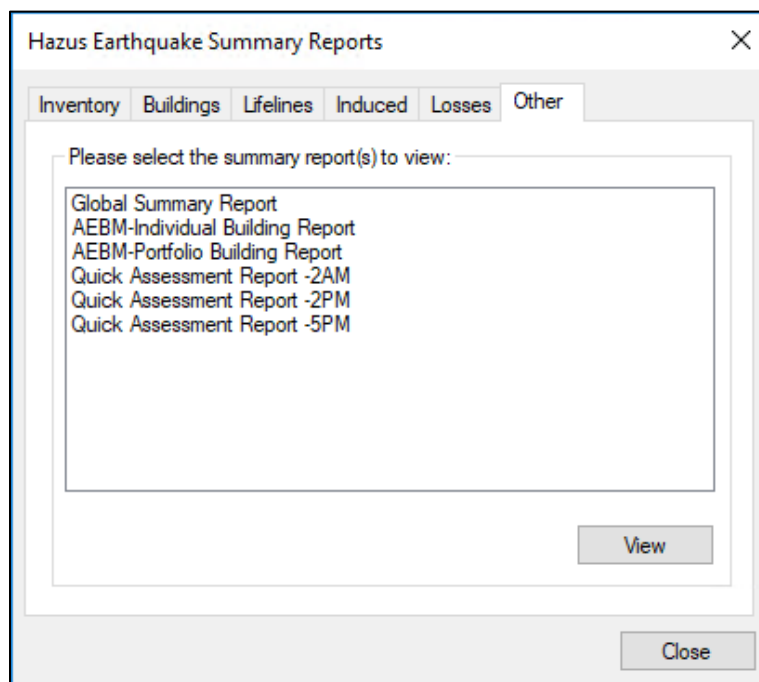 Hazus Earthquake Summary Reports
Inventory Buildings Lifelines Induced Losses Other
Please select the summary report(s) to view:
Global Summary Report
AEBM-Individual Building Report
AEBM-Portfolio Building Report
Quick Assessment Report -2AM
Quick Assessment Report -2PM
Quick Assessment Report -5PM
View
Close